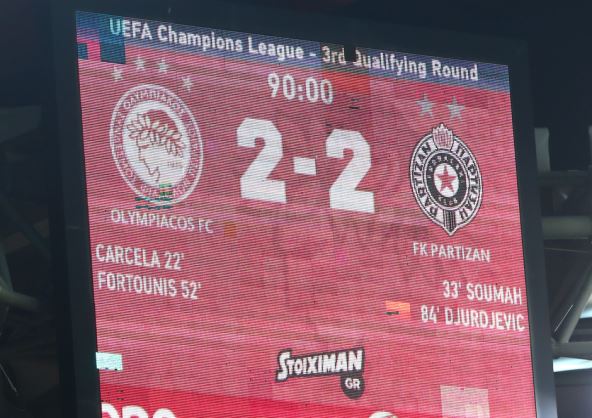 UEFA Champions League - 3rd Qualifying Round
90:00
2-2
OLYMPIACOS FC
FK PARTIZAN
CARCELA 22'
FORTOUNIS 52'
33' SOUMAH
84' DJURDJEVIC
STOIXIMAN
GR